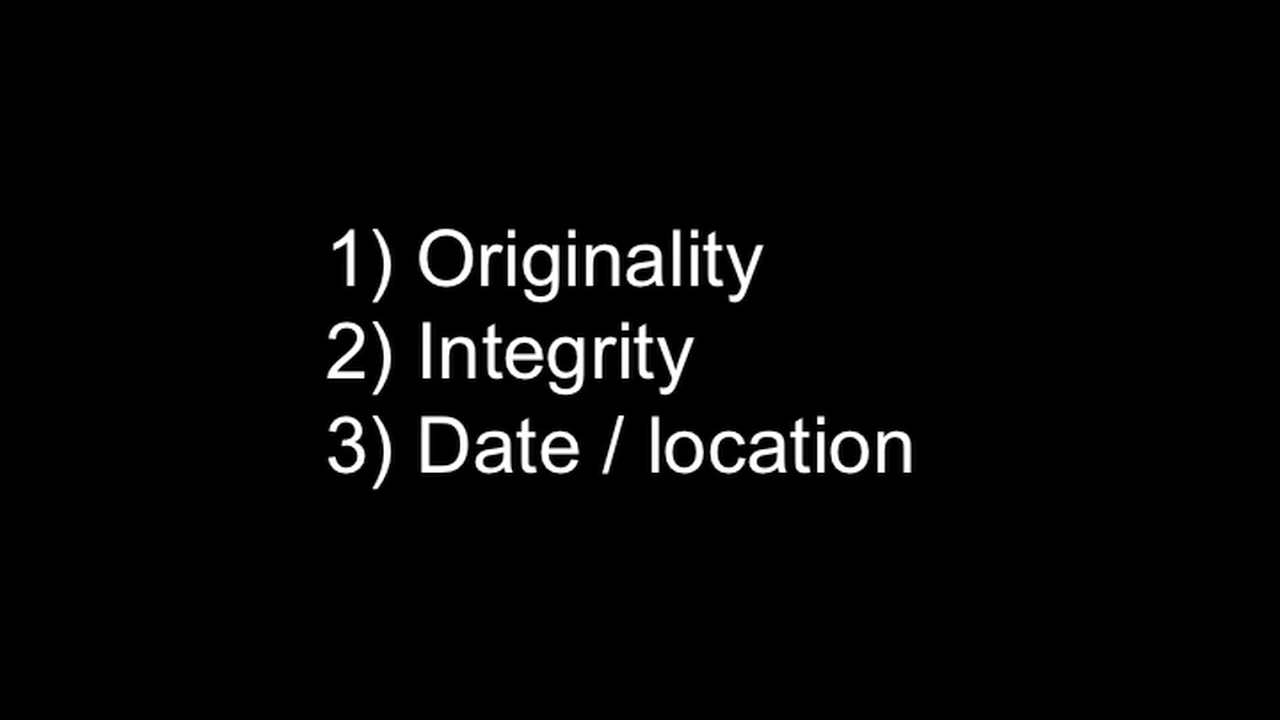 1) Originality
2) Integrity
3) Date / location